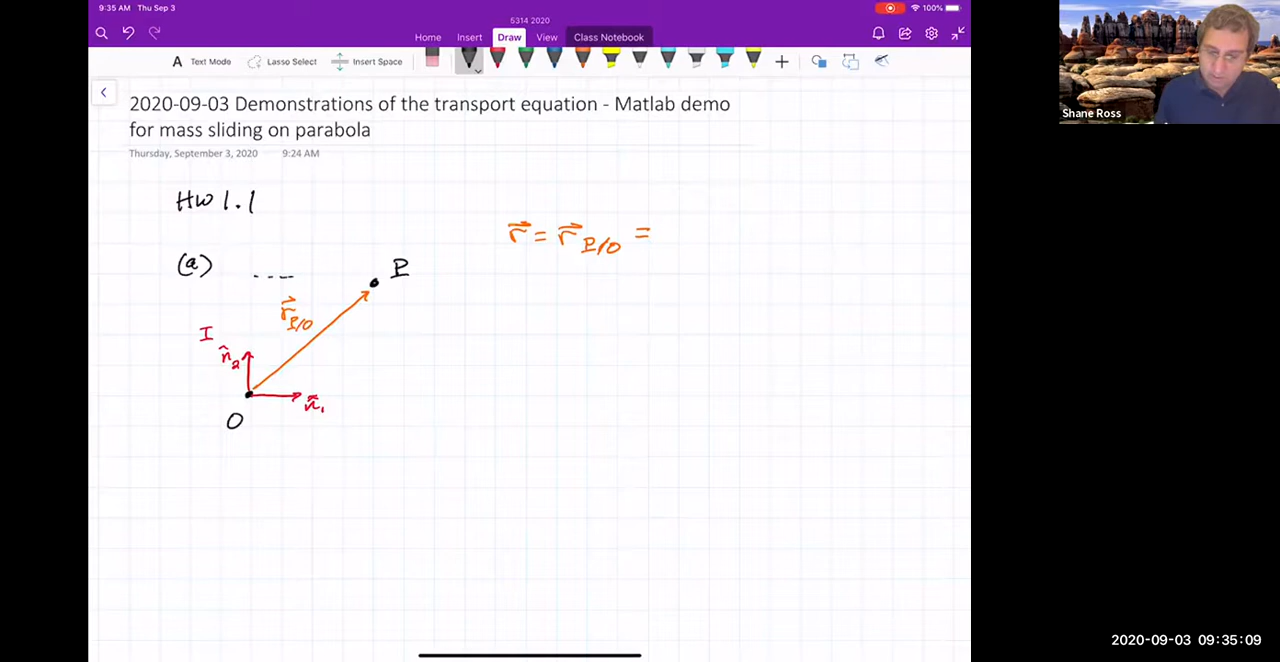 9:35 AM Thu Sep 3
100%
5314 2020
Home Insert Draw View Class Notebook
Text Mode Lasso Select Insert Space
2020-09-03 Demonstrations of the transport equation - Matlab demo
for mass sliding on parabola
Thursday, September 3, 2020 9:24 AM
HW 1.1
r⃗ = r⃗ P/O =
(a) ---- P
r⃗ P/O
I
n̂₂
n̂₁
O
Shane Ross
2020-09-03 09:35:09